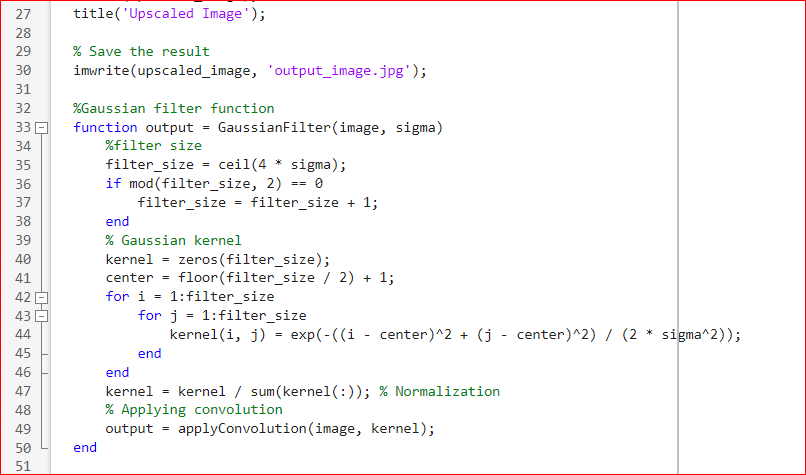 27 title('Upscaled Image');
28
29 % Save the result
30 imwrite(upscaled_image, 'output_image.jpg');
31
32 %Gaussian filter function
33 function output = GaussianFilter(image, sigma)
34 %filter size
35 filter_size = ceil(4 * sigma);
36 if mod(filter_size, 2) == 0
37 filter_size = filter_size + 1;
38 end
39 % Gaussian kernel
40 kernel = zeros(filter_size);
41 center = floor(filter_size / 2) + 1;
42 for i = 1:filter_size
43 for j = 1:filter_size
44 kernel(i, j) = exp(-((i - center)^2 + (j - center)^2) / (2 * sigma^2));
45 end
46 end
47 kernel = kernel / sum(kernel(:)); % Normalization
48 % Applying convolution
49 output = applyConvolution(image, kernel);
50 end
51